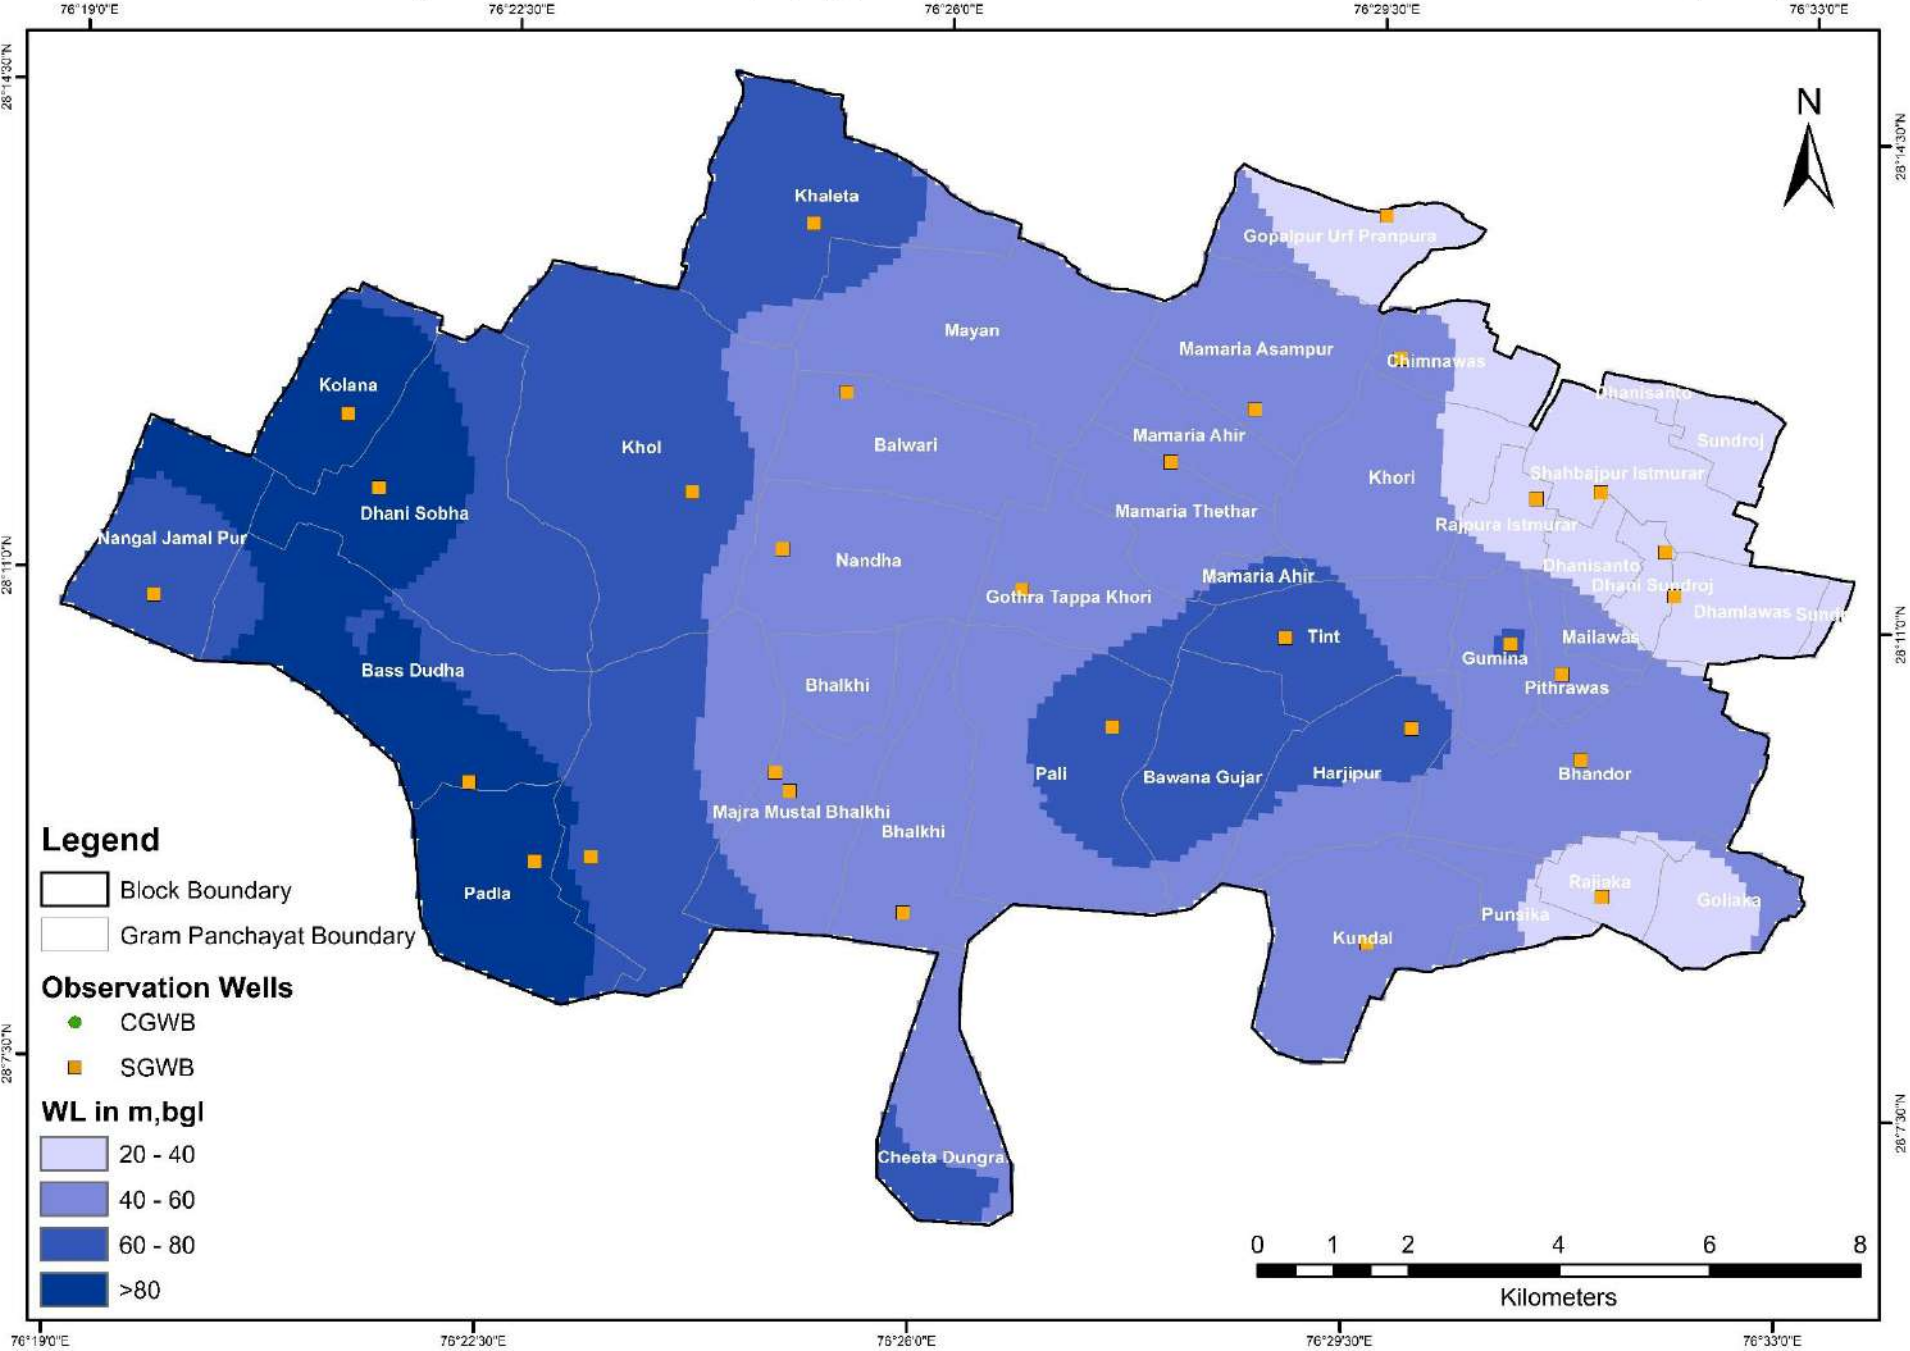 76°19'0"E
76°22'30"E
76°26'0"E
76°29'30"E
76°33'0"E
28°14'30"N
28°14'30"N
N
Khaleta
Gopalpur Urf Pranpura
Mayan
Mamaria Asampur
Chimnawas
Kolana
Dhanisanto
Khol
Balwari
Mamaria Ahir
Sundroj
Khori
Shahbajpur Istmurar
Dhani Sobha
Mamaria Thethar
Rajpura Istmurar
Nangal Jamal Pur
28°11'0"N
Nandha
Dhanisanto
Mamaria Ahir
Dhani Sundroj
Gothra Tappa Khori
Dhamlawas
Sundr
Tint
Mailawas
28°11'0"N
Gumina
Bass Dudha
Bhalkhi
Pithrawas
Pali
Bawana Gujar
Harjipur
Bhandor
Majra Mustal Bhalkhi
Bhalkhi
Padla
Rajiaka
Goliaka
Punsika
Kundal
Cheeta Dungra
Legend
Block Boundary
Gram Panchayat Boundary
Observation Wells
CGWB
SGWB
WL in m,bgl
20 - 40
40 - 60
60 - 80
>80
28°7'30"N
28°7'30"N
0 1 2 4 6 8
Kilometers
76°19'0"E
76°22'30"E
76°26'0"E
76°29'30"E
76°33'0"E